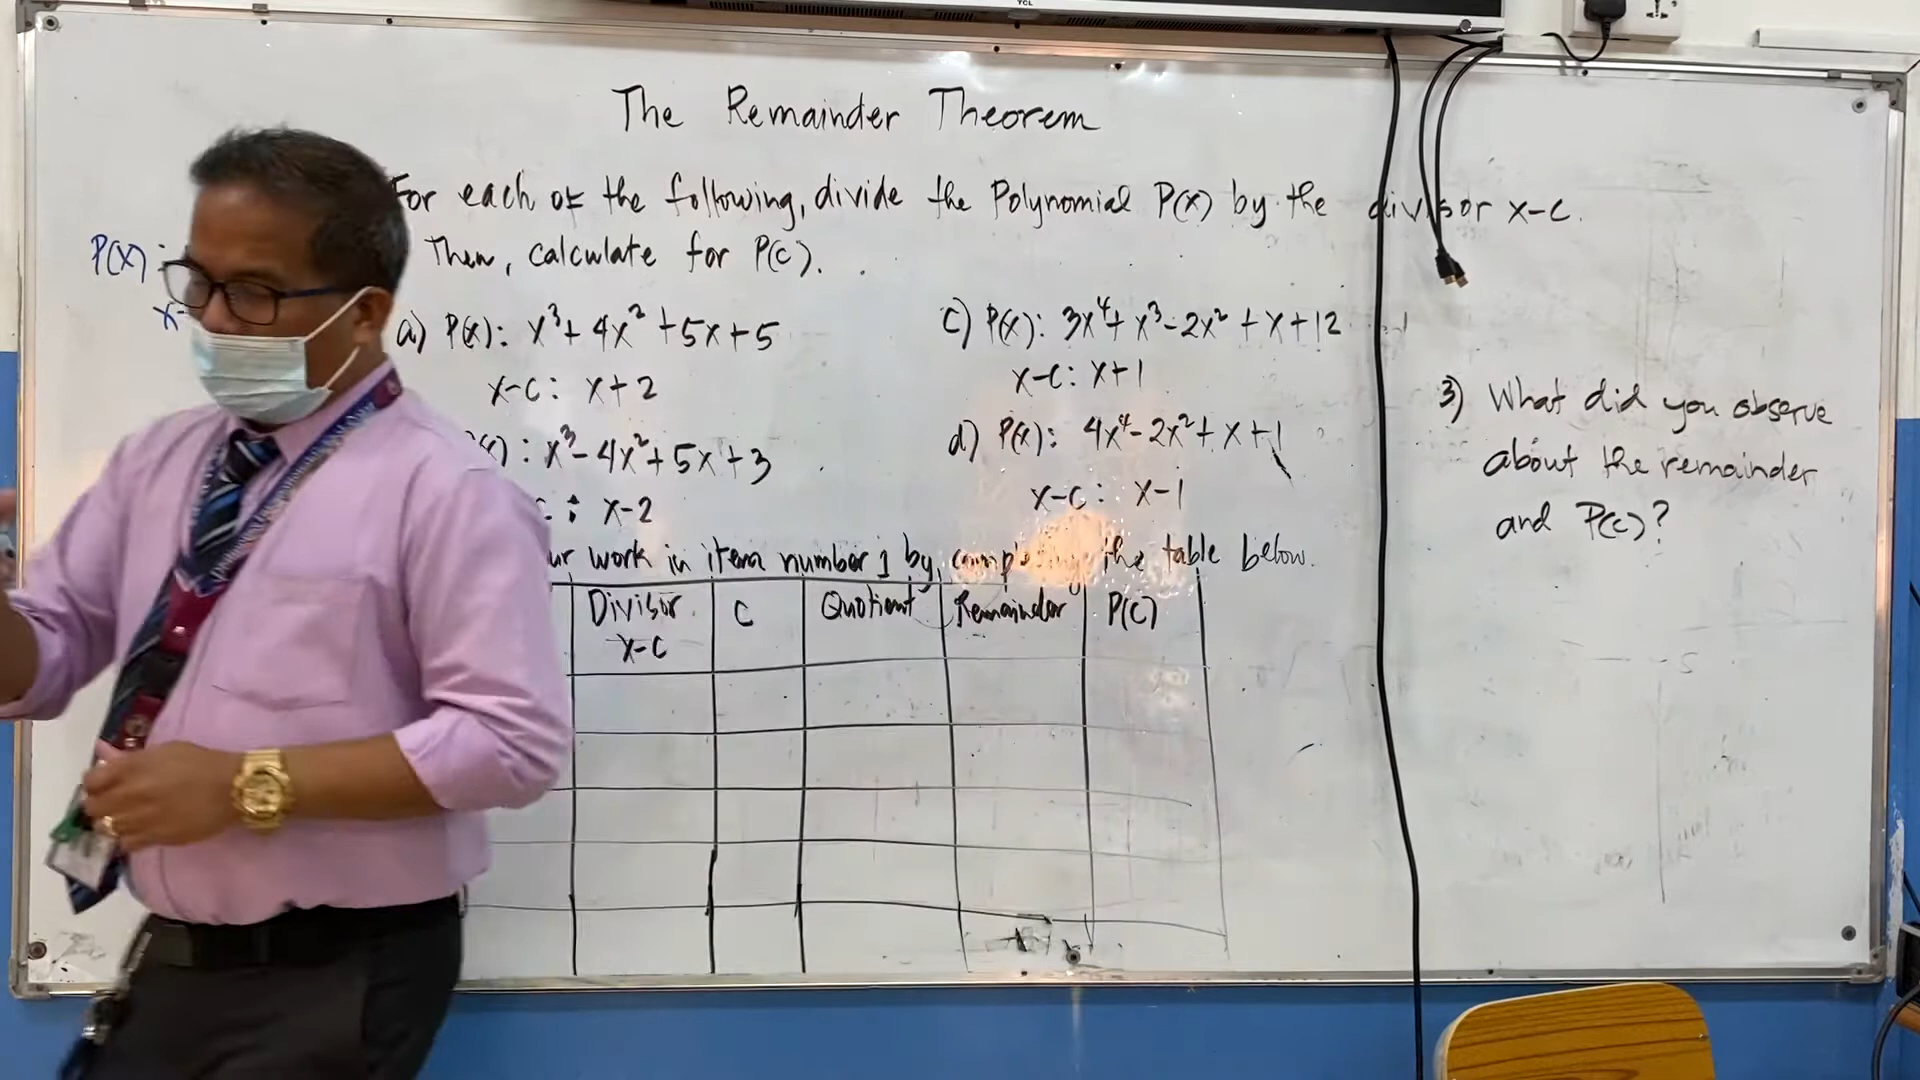 TCL
The Remainder Theorem
For each of the following, divide the Polynomial P(x) by the divisor x-c.
Then, calculate for P(c).
P(x) :
x-
a) P(x): x³+ 4x² +5x+5
x-c: x+2
x): x³- 4x²+ 5x+3
: x-2
c) P(x): 3x⁴+ x³-2x² +x+12
x-c: x+1
d) P(x): 4x⁴-2x²+ x+1
x-c: x-1
ur work in item number 1 by completing the table below.
Divisor x-c
C
Quotient
Remainder
P(c)
3) What did you observe
about the remainder
and P(c)?